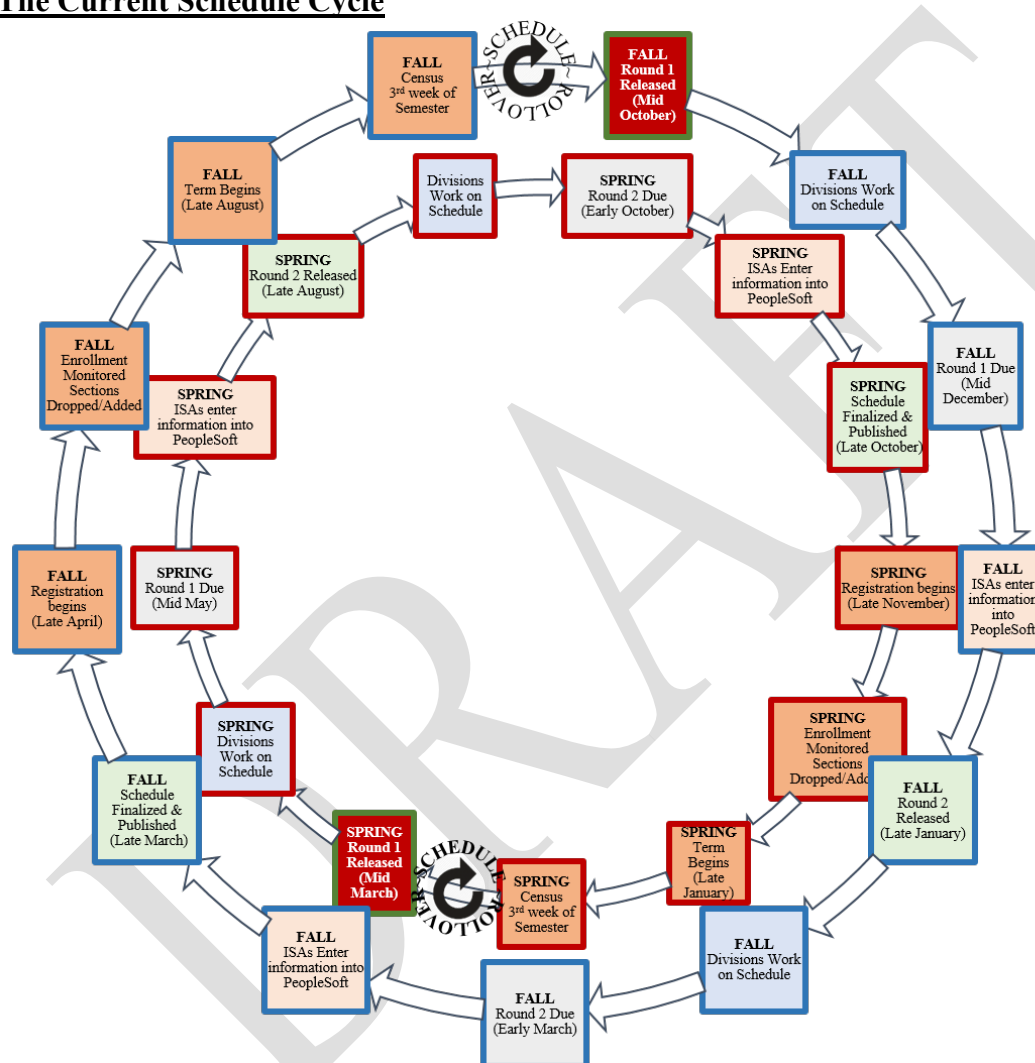 The Current Schedule Cycle
FALL
Census
3rd week of
Semester
~SCHEDULE~
ROLLOVER
FALL
Round 1
Released
(Mid
October)
FALL
Divisions Work
on Schedule
FALL
Round 1 Due
(Mid
December)
FALL
ISAs enter
information
into
PeopleSoft
FALL
Round 2
Released
(Late January)
FALL
Divisions Work
on Schedule
FALL
Round 2 Due
(Early March)
FALL
ISAs Enter
information into
PeopleSoft
FALL
Schedule
Finalized &
Published
(Late March)
FALL
Registration
begins
(Late April)
FALL
Enrollment
Monitored
Sections
Dropped/Added
FALL
Term Begins
(Late August)
SPRING
Round 2 Released
(Late August)
Divisions
Work on
Schedule
SPRING
Round 2 Due
(Early October)
SPRING
ISAs Enter
information into
PeopleSoft
SPRING
Schedule
Finalized &
Published
(Late October)
SPRING
Registration begins
(Late November)
SPRING
Enrollment
Monitored
Sections
Dropped/Added
SPRING
Term
Begins
(Late
January)
SPRING
Census
3rd week of
Semester
~SCHEDULE~
ROLLOVER
SPRING
Round 1
Released
(Mid
March)
SPRING
Divisions
Work on
Schedule
SPRING
Round 1 Due
(Mid May)
SPRING
ISAs enter
information into
PeopleSoft
DRAFT